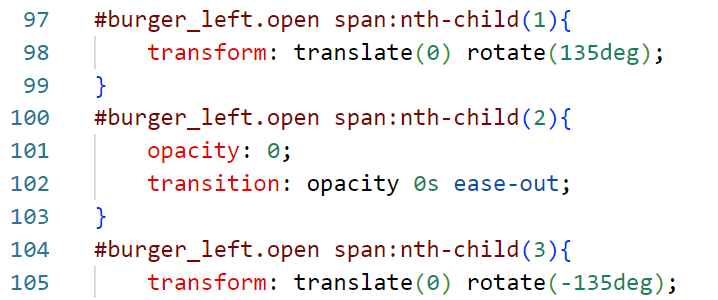 97 #burger_left.open span:nth-child(1){
98 transform: translate(0) rotate(135deg);
99 }
100 #burger_left.open span:nth-child(2){
101 opacity: 0;
102 transition: opacity 0s ease-out;
103 }
104 #burger_left.open span:nth-child(3){
105 transform: translate(0) rotate(-135deg);